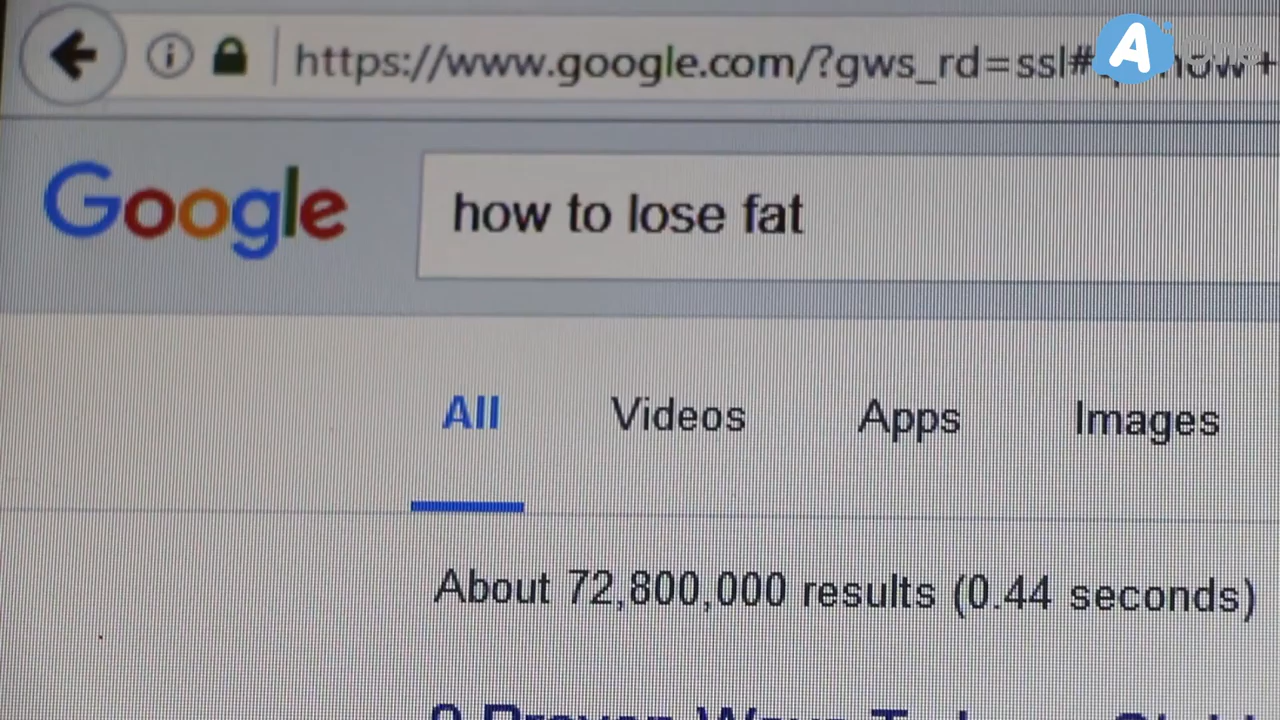 https://www.google.com/?gws_rd=ssl#
Google
how to lose fat
All Videos Apps Images
About 72,800,000 results (0.44 seconds)
A